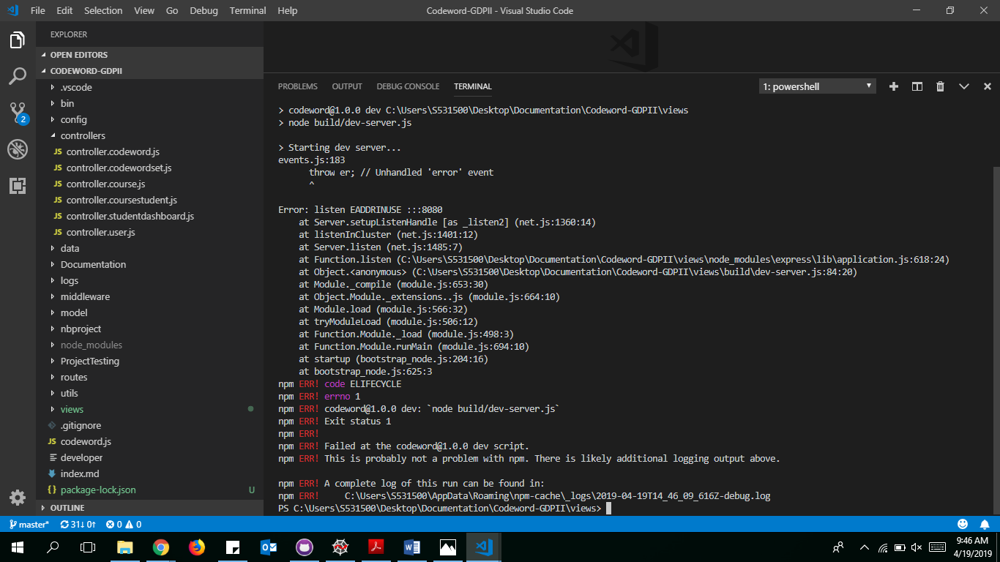 File Edit Selection View Go Debug Terminal Help
Codeword-GDPII - Visual Studio Code
EXPLORER
OPEN EDITORS
CODEWORD-GDPII
.vscode
bin
config
controllers
JS controller.codeword.js
JS controller.codewordset.js
JS controller.course.js
JS controller.coursestudent.js
JS controller.studentdashboard.js
JS controller.user.js
data
Documentation
logs
middleware
model
nbproject
node_modules
ProjectTesting
routes
utils
views
.gitignore
JS codeword.js
developer
index.md
{} package-lock.json U
OUTLINE
2
PROBLEMS OUTPUT DEBUG CONSOLE TERMINAL
1: powershell
> codeword@1.0.0 dev C:\Users\S531500\Desktop\Documentation\Codeword-GDPII\views
> node build/dev-server.js
> Starting dev server...
events.js:183
throw er; // Unhandled 'error' event
^
Error: listen EADDRINUSE :::8080
at Server.setupListenHandle [as _listen2] (net.js:1360:14)
at listenInCluster (net.js:1401:12)
at Server.listen (net.js:1485:7)
at Function.listen (C:\Users\S531500\Desktop\Documentation\Codeword-GDPII\views\node_modules\express\lib\application.js:618:24)
at Object.<anonymous> (C:\Users\S531500\Desktop\Documentation\Codeword-GDPII\views\build\dev-server.js:84:20)
at Module._compile (module.js:653:30)
at Object.Module._extensions..js (module.js:664:10)
at Module.load (module.js:566:32)
at tryModuleLoad (module.js:506:12)
at Function.Module._load (module.js:498:3)
at Function.Module.runMain (module.js:694:10)
at startup (bootstrap_node.js:204:16)
at bootstrap_node.js:625:3
npm ERR! code ELIFECYCLE
npm ERR! errno 1
npm ERR! codeword@1.0.0 dev: `node build/dev-server.js`
npm ERR! Exit status 1
npm ERR!
npm ERR! Failed at the codeword@1.0.0 dev script.
npm ERR! This is probably not a problem with npm. There is likely additional logging output above.
npm ERR! A complete log of this run can be found in:
npm ERR!     C:\Users\S531500\AppData\Roaming\npm-cache\_logs\2019-04-19T14_46_09_616Z-debug.log
PS C:\Users\S531500\Desktop\Documentation\Codeword-GDPII\views>
master* 31↓ 0↑ 0 0
9:46 AM
4/19/2019